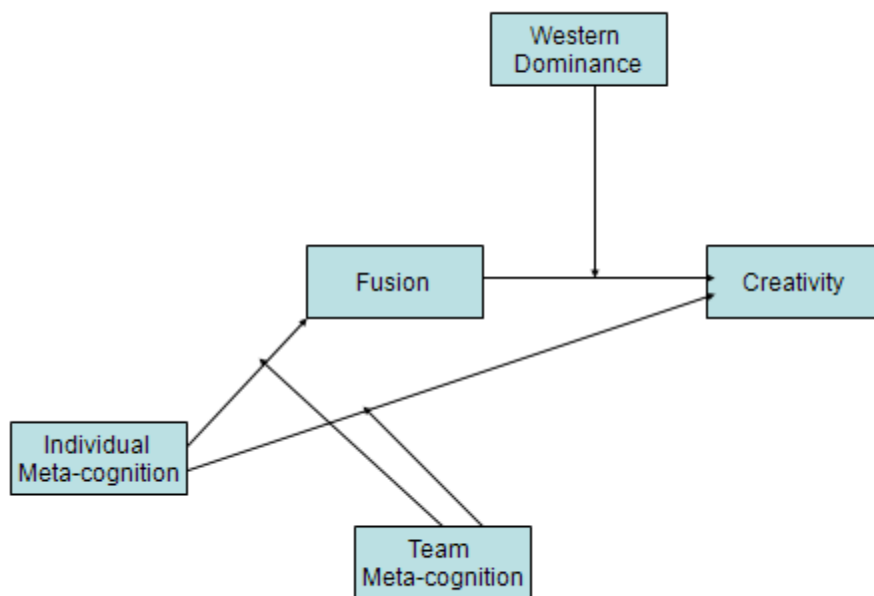 Western
Dominance
Fusion
Creativity
Individual
Meta-cognition
Team
Meta-cognition